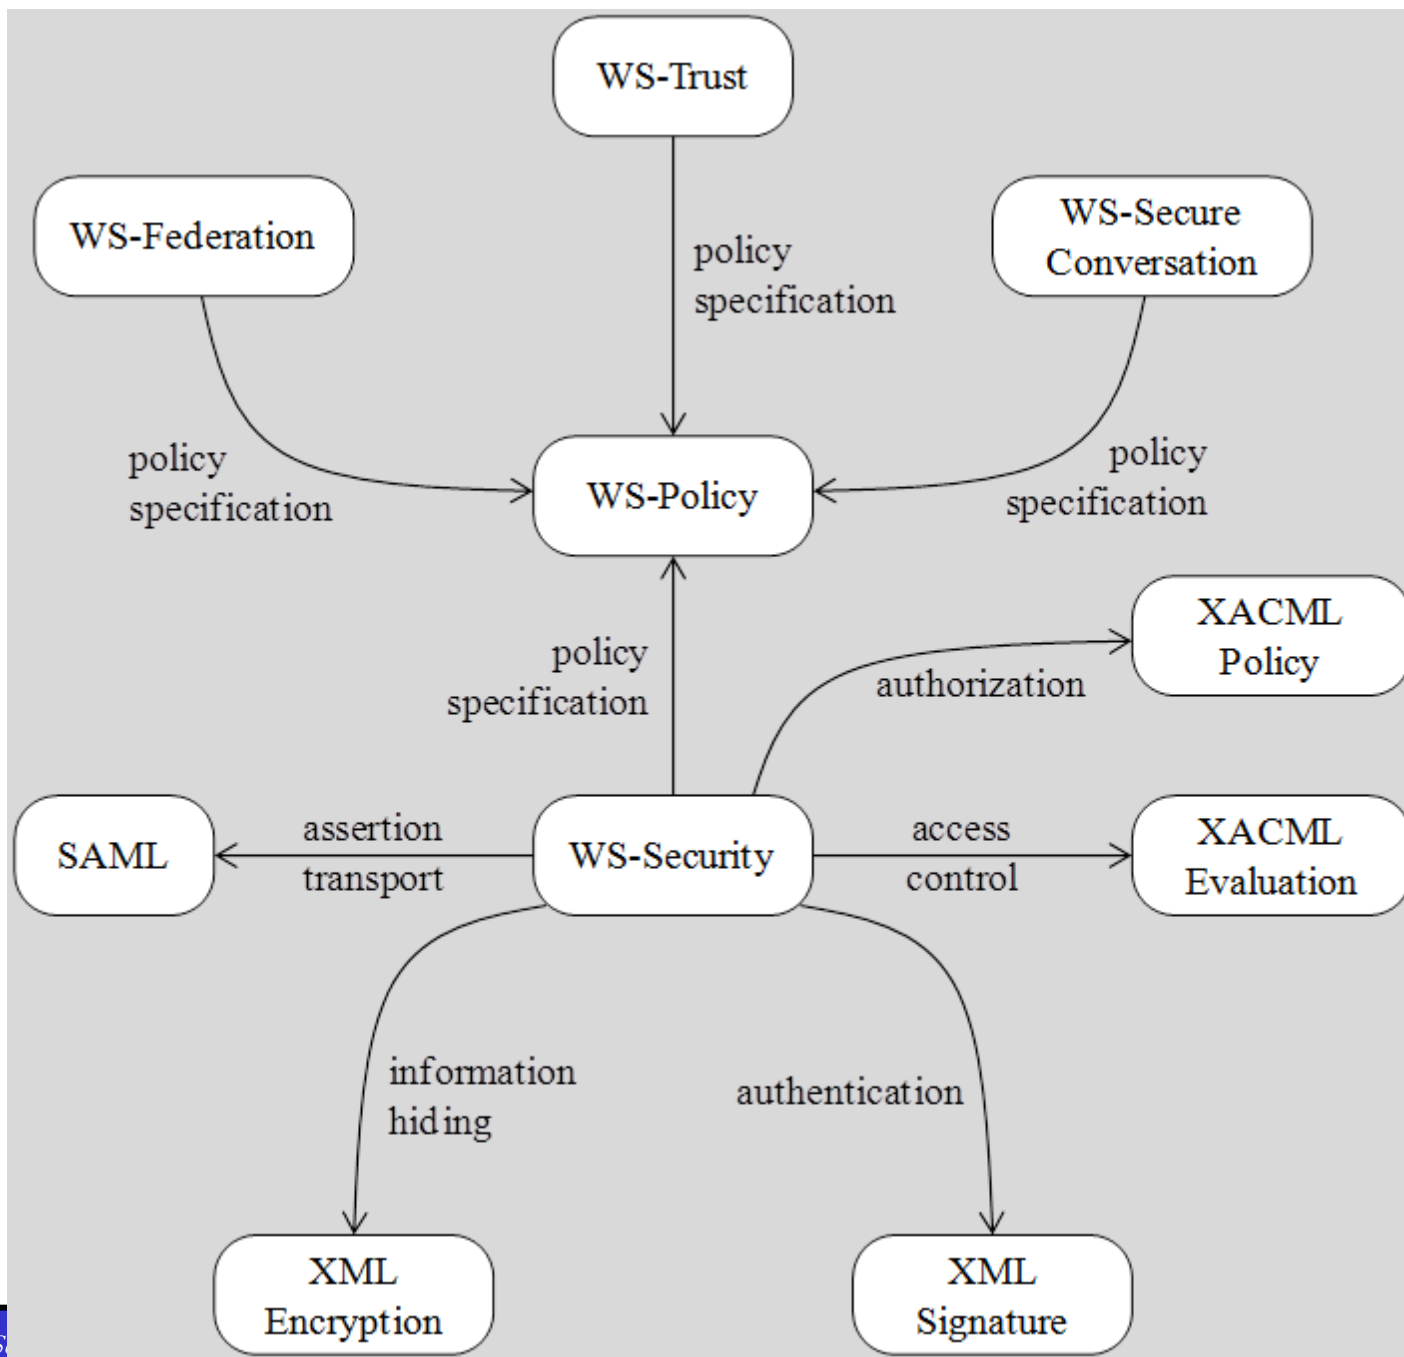 WS-Trust
WS-Federation
WS-Secure
Conversation
policy
specification
policy
specification
policy
specification
WS-Policy
XACML
Policy
policy
specification
authorization
SAML
assertion
transport
WS-Security
access
control
XACML
Evaluation
information
hiding
authentication
XML
Encryption
XML
Signature